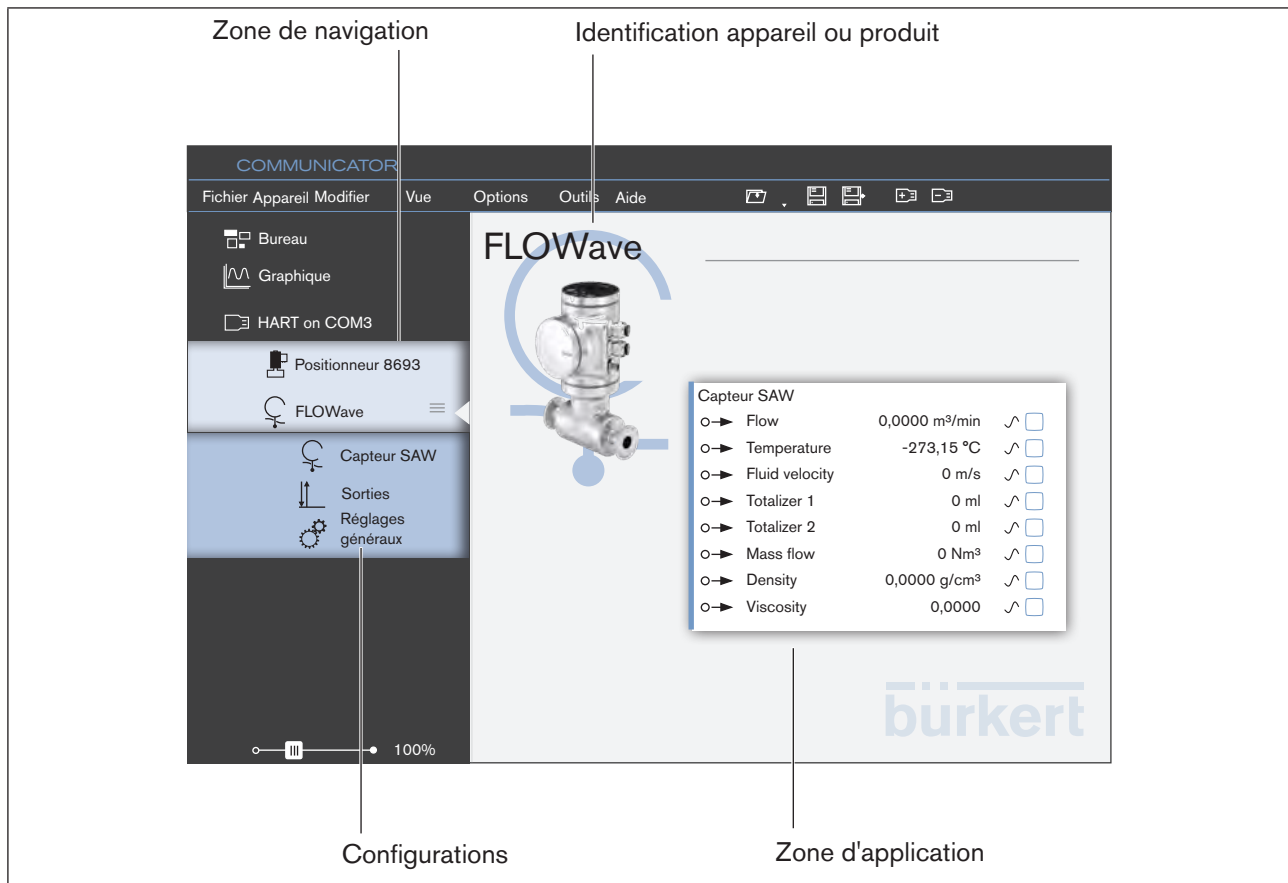 Zone de navigation
Identification appareil ou produit
COMMUNICATOR
Fichier Appareil Modifier Vue Options Outils Aide
Bureau
Graphique
HART on COM3
Positionneur 8693
FLOWave
Capteur SAW
Sorties
Réglages
généraux
100%
FLOWave
Capteur SAW
Flow 0,0000 m³/min
Temperature -273,15 °C
Fluid velocity 0 m/s
Totalizer 1 0 ml
Totalizer 2 0 ml
Mass flow 0 Nm³
Density 0,0000 g/cm³
Viscosity 0,0000
bürkert
Configurations
Zone d'application